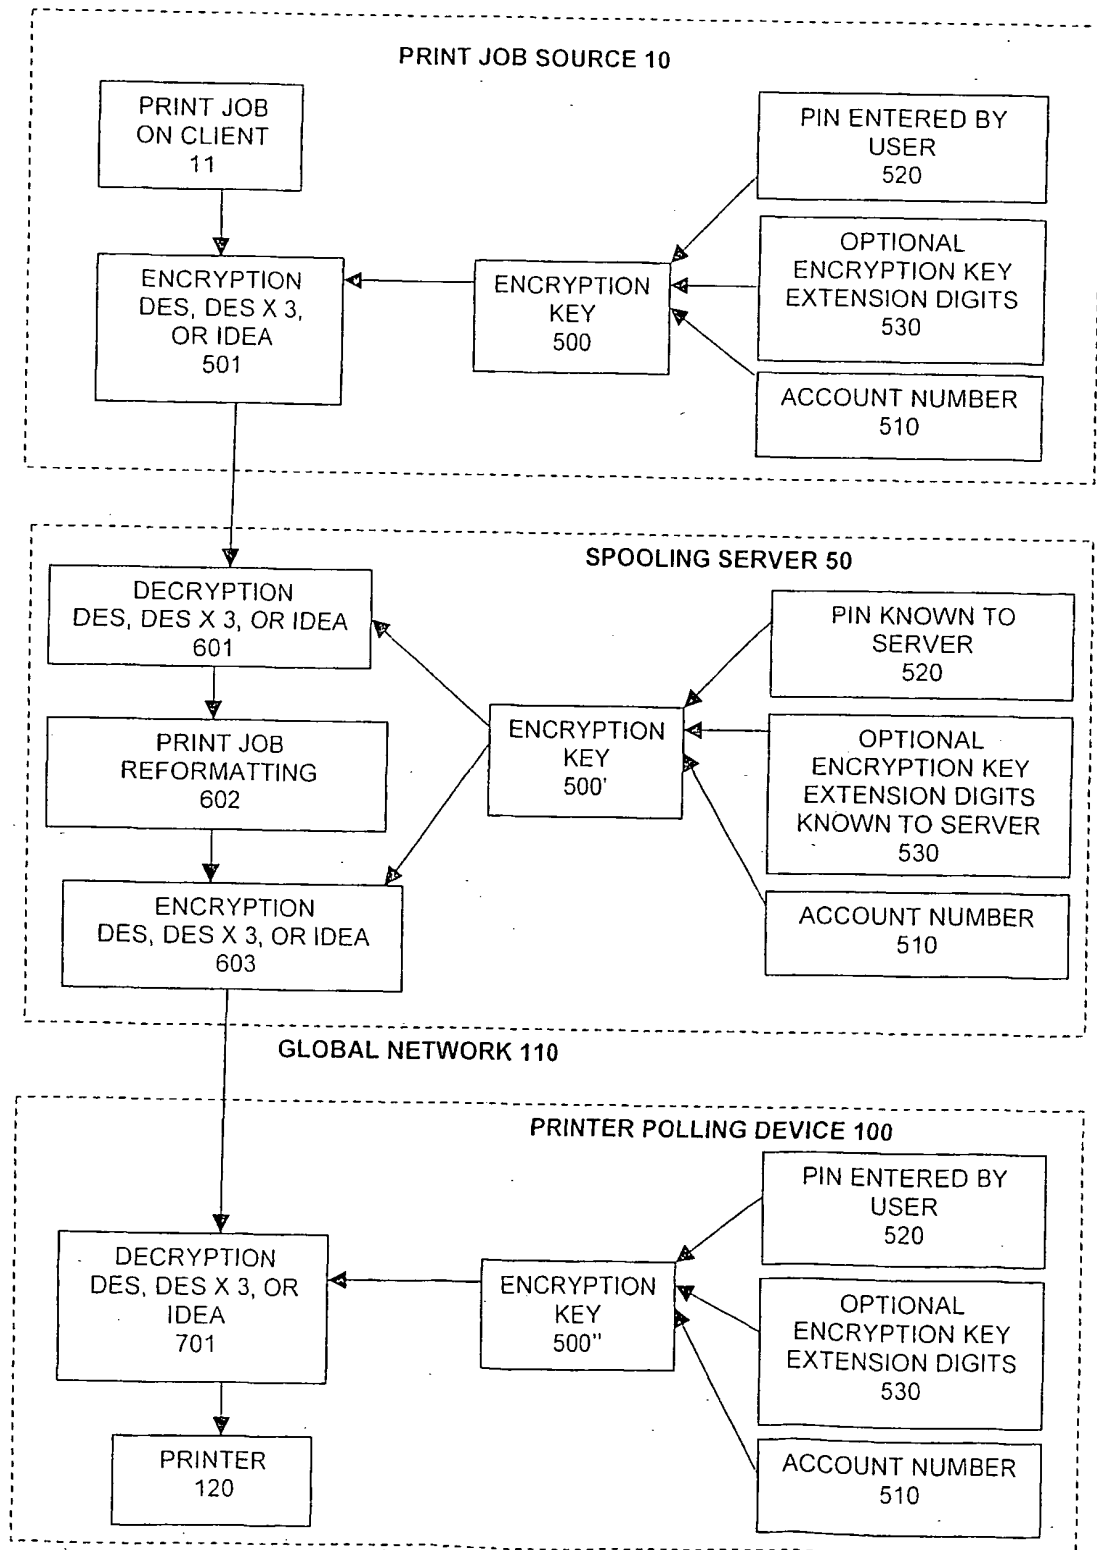 PRINT JOB SOURCE 10
PRINT JOB
ON CLIENT
11
PIN ENTERED BY
USER
520
ENCRYPTION
DES, DES X 3,
OR IDEA
501
ENCRYPTION
KEY
500
OPTIONAL
ENCRYPTION KEY
EXTENSION DIGITS
530
ACCOUNT NUMBER
510
SPOOLING SERVER 50
DECRYPTION
DES, DES X 3, OR IDEA
601
PIN KNOWN TO
SERVER
520
PRINT JOB
REFORMATTING
602
ENCRYPTION
KEY
500'
OPTIONAL
ENCRYPTION KEY
EXTENSION DIGITS
KNOWN TO SERVER
530
ENCRYPTION
DES, DES X 3, OR IDEA
603
ACCOUNT NUMBER
510
GLOBAL NETWORK 110
PRINTER POLLING DEVICE 100
PIN ENTERED BY
USER
520
DECRYPTION
DES, DES X 3, OR
IDEA
701
ENCRYPTION
KEY
500"
OPTIONAL
ENCRYPTION KEY
EXTENSION DIGITS
530
PRINTER
120
ACCOUNT NUMBER
510